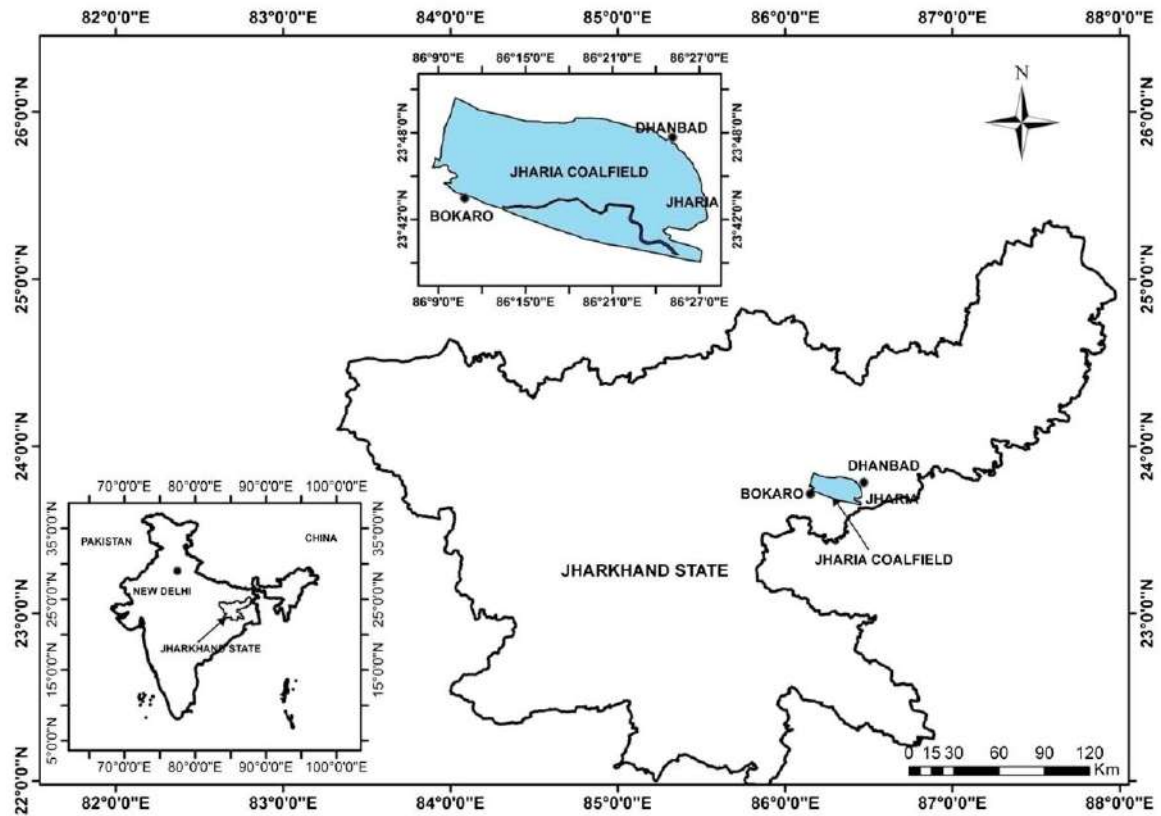 82°0'0"E 83°0'0"E 84°0'0"E 85°0'0"E 86°0'0"E 87°0'0"E 88°0'0"E
86°9'0"E 86°15'0"E 86°21'0"E 86°27'0"E
N
26°0'0"N 26°0'0"N
23°48'0"N DHANBAD 23°48'0"N
JHARIA COALFIELD
JHARIA
23°42'0"N BOKARO 23°42'0"N
86°9'0"E 86°15'0"E 86°21'0"E 86°27'0"E
25°0'0"N 25°0'0"N
24°0'0"N 24°0'0"N
DHANBAD
BOKARO JHARIA
JHARIA COALFIELD
JHARKHAND STATE
70°0'0"E 80°0'0"E 90°0'0"E 100°0'0"E
35°0'0"N PAKISTAN CHINA 35°0'0"N
NEW DELHI
25°0'0"N 25°0'0"N
JHARKHAND STATE
15°0'0"N 15°0'0"N
5°0'0"N 5°0'0"N
70°0'0"E 80°0'0"E 90°0'0"E 100°0'0"E
23°0'0"N 23°0'0"N
0 15 30 60 90 120
Km
22°0'0"N 22°0'0"N
82°0'0"E 83°0'0"E 84°0'0"E 85°0'0"E 86°0'0"E 87°0'0"E 88°0'0"E